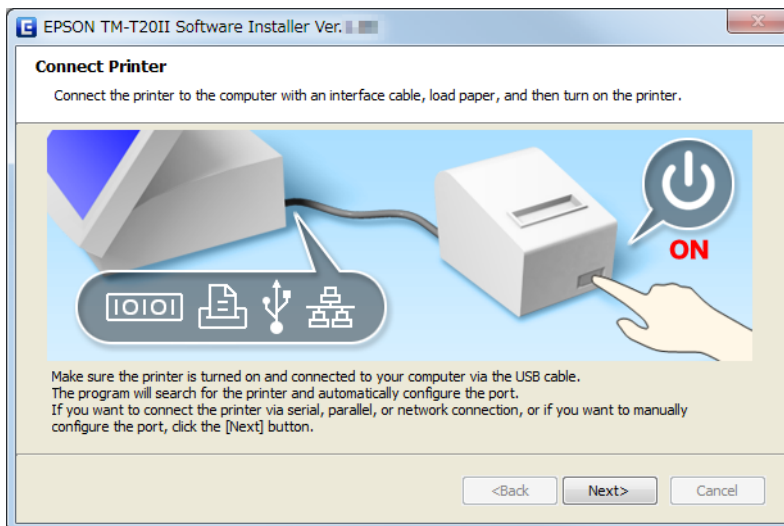 EPSON TM-T20II Software Installer Ver.
Connect Printer
Connect the printer to the computer with an interface cable, load paper, and then turn on the printer.
ON
IOIOI
Make sure the printer is turned on and connected to your computer via the USB cable.
The program will search for the printer and automatically configure the port.
If you want to connect the printer via serial, parallel, or network connection, or if you want to manually
configure the port, click the [Next] button.
<Back Next> Cancel